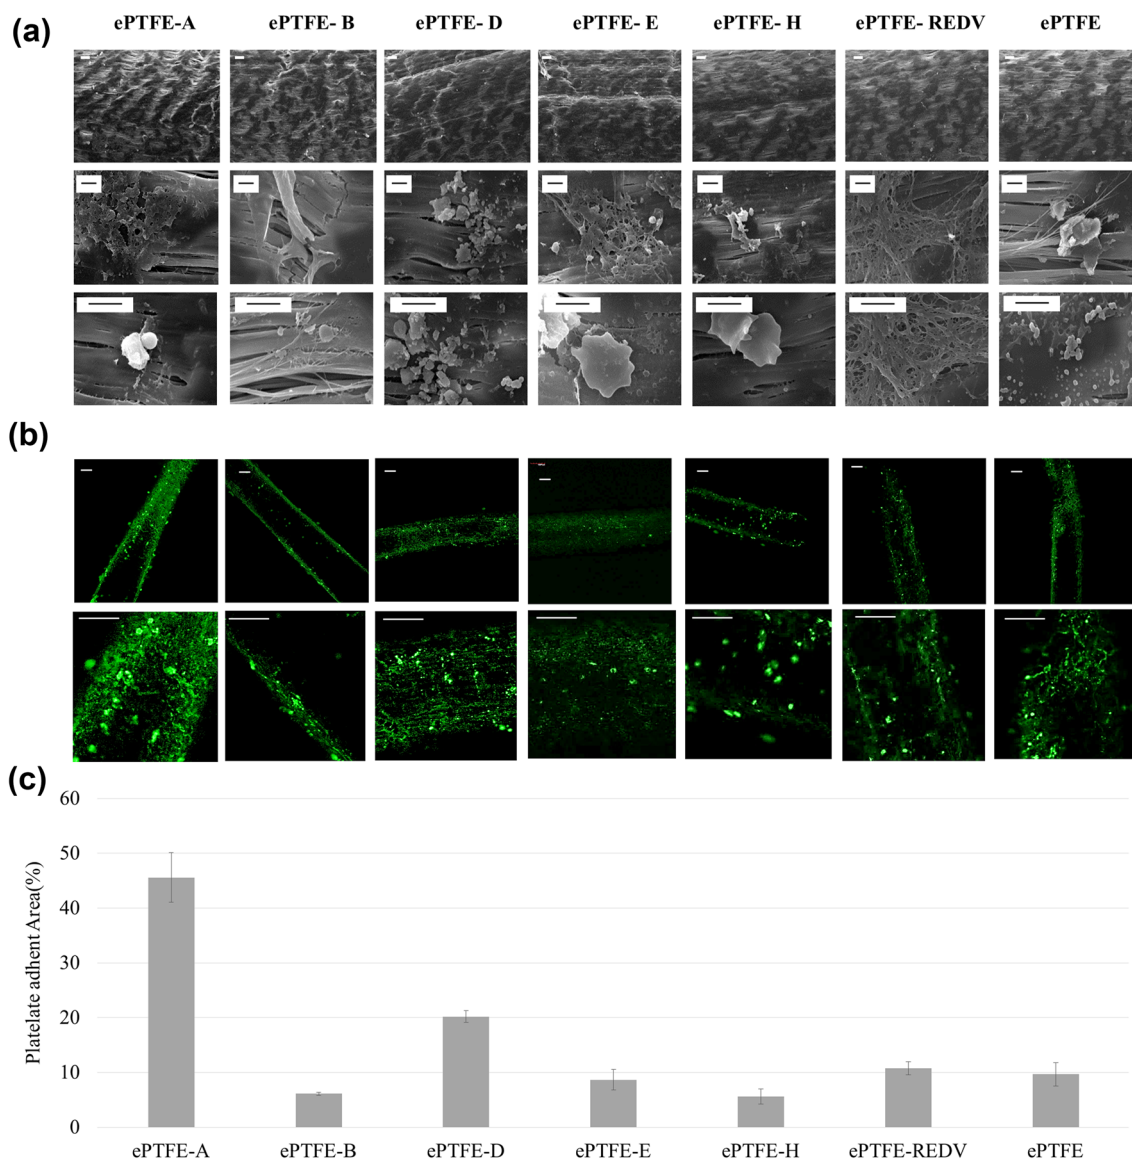 (a)
ePTFE-A ePTFE- B ePTFE- D ePTFE- E ePTFE- H ePTFE- REDV ePTFE
(b)
(c)
Platelate adhent Area(%)
60
50
40
30
20
10
0
ePTFE-A ePTFE-B ePTFE-D ePTFE-E ePTFE-H ePTFE-REDV ePTFE